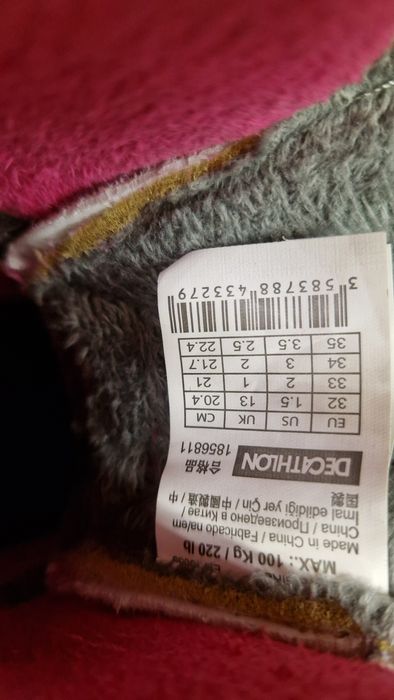 MAX.: 100 Kg / 220 lb
Made in China / Fabricado na/em
China / Произведено в Китае /
Imal edildiği yer Çin / 中國製造 / 中
国製
DECATHLON 合格品
1856811
EU US UK CM
32 1.5 13 20.4
33 2 1 21
34 3 2 21.7
35 3.5 2.5 22.4
3 583788 433279